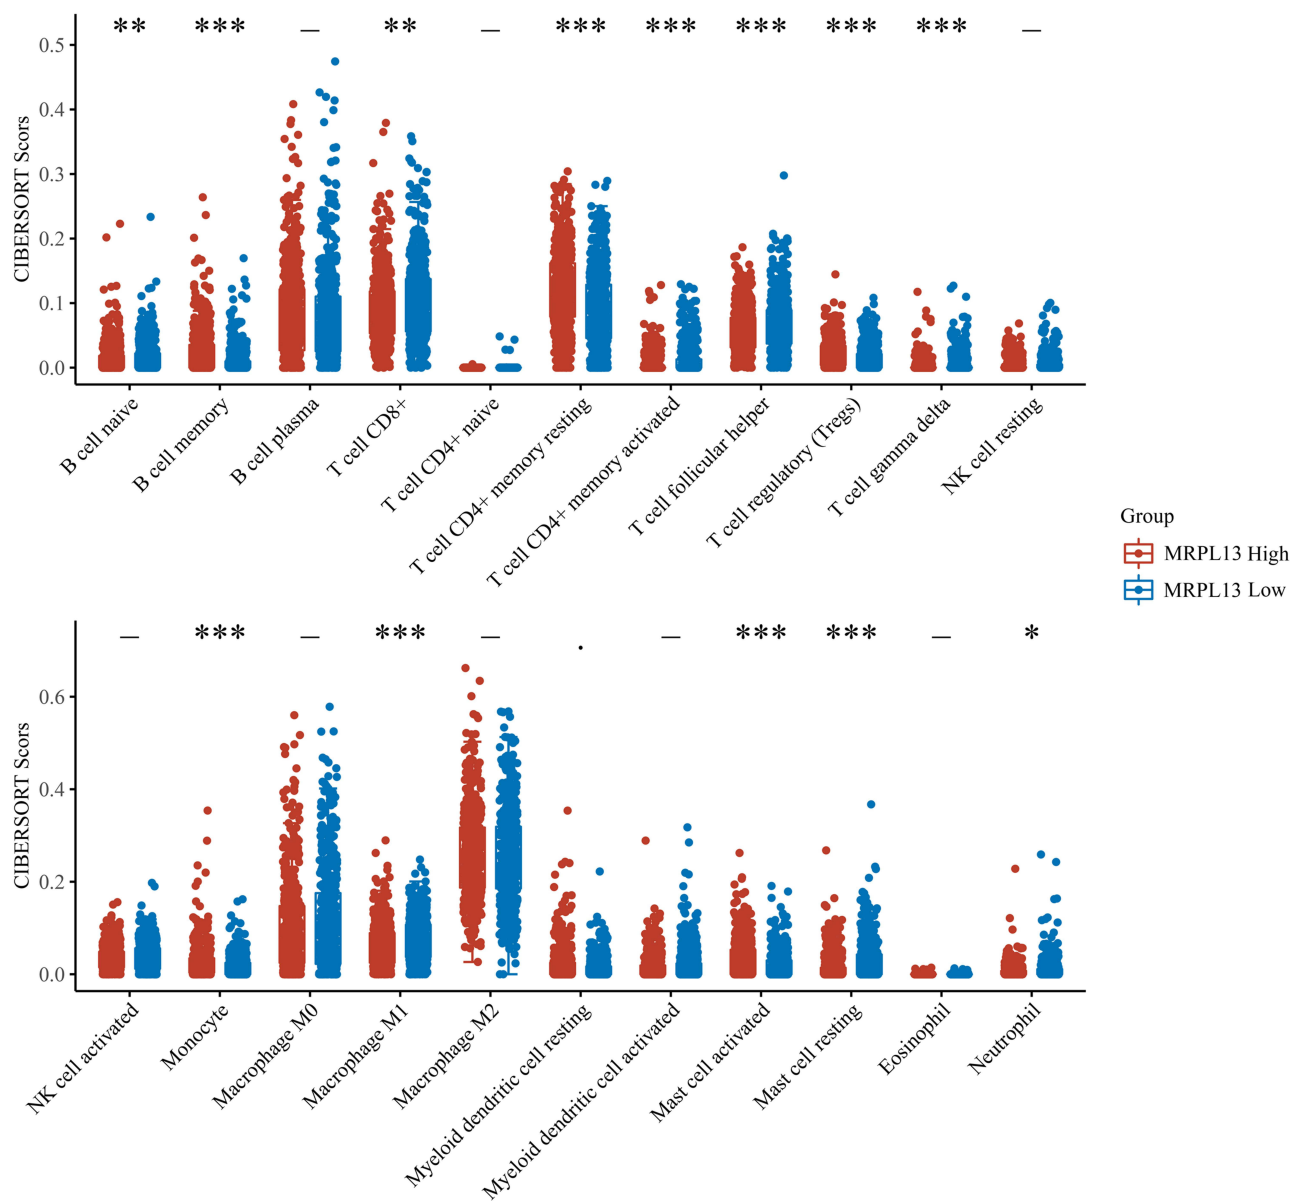 ** *** — ** — *** *** *** *** *** —
CIBERSORT Scors
0.5
0.4
0.3
0.2
0.1
0.0
B cell naive
B cell memory
B cell plasma
T cell CD8+
T cell CD4+ naive
T cell CD4+ memory resting
T cell CD4+ memory activated
T cell follicular helper
T cell regulatory (Tregs)
T cell gamma delta
NK cell resting
Group
MRPL13 High
MRPL13 Low
— *** — *** — . — *** *** — *
CIBERSORT Scors
0.6
0.4
0.2
0.0
NK cell activated
Monocyte
Macrophage M0
Macrophage M1
Macrophage M2
Myeloid dendritic cell resting
Myeloid dendritic cell activated
Mast cell activated
Mast cell resting
Eosinophil
Neutrophil